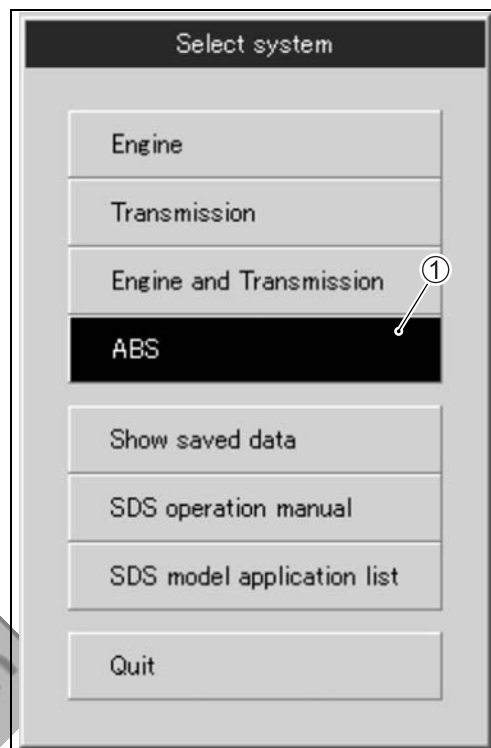 Select system
Engine
Transmission
Engine and Transmission
①
ABS
Show saved data
SDS operation manual
SDS model application list
Quit